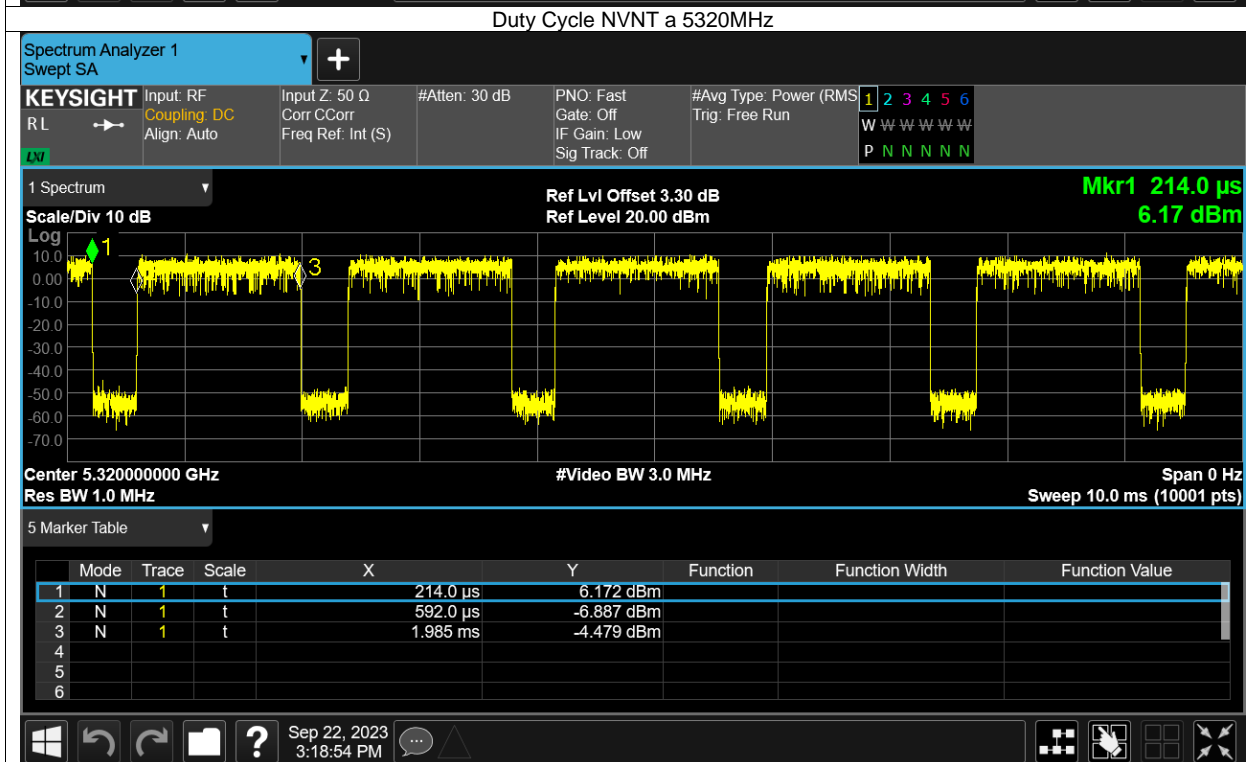 Duty Cycle NVNT a 5320MHz
Spectrum Analyzer 1
Swept SA
+
KEYSIGHT Input: RF Input Z: 50 Ω #Atten: 30 dB PNO: Fast #Avg Type: Power (RMS 1 2 3 4 5 6
RL Coupling: DC Corr CCorr Gate: Off Trig: Free Run W W W W W W
Align: Auto Freq Ref: Int (S) IF Gain: Low P N N N N N
LXI Sig Track: Off
1 Spectrum
Ref Lvl Offset 3.30 dB Mkr1 214.0 µs
Scale/Div 10 dB Ref Level 20.00 dBm 6.17 dBm
Log
1
10.0
3
0.00
-10.0
-20.0
-30.0
-40.0
-50.0
-60.0
-70.0
Center 5.320000000 GHz #Video BW 3.0 MHz Span 0 Hz
Res BW 1.0 MHz Sweep 10.0 ms (10001 pts)
5 Marker Table
Mode Trace Scale X Y Function Function Width Function Value
1 N 1 t 214.0 µs 6.172 dBm
2 N 1 t 592.0 µs -6.887 dBm
3 N 1 t 1.985 ms -4.479 dBm
4
5
6
? Sep 22, 2023
3:18:54 PM